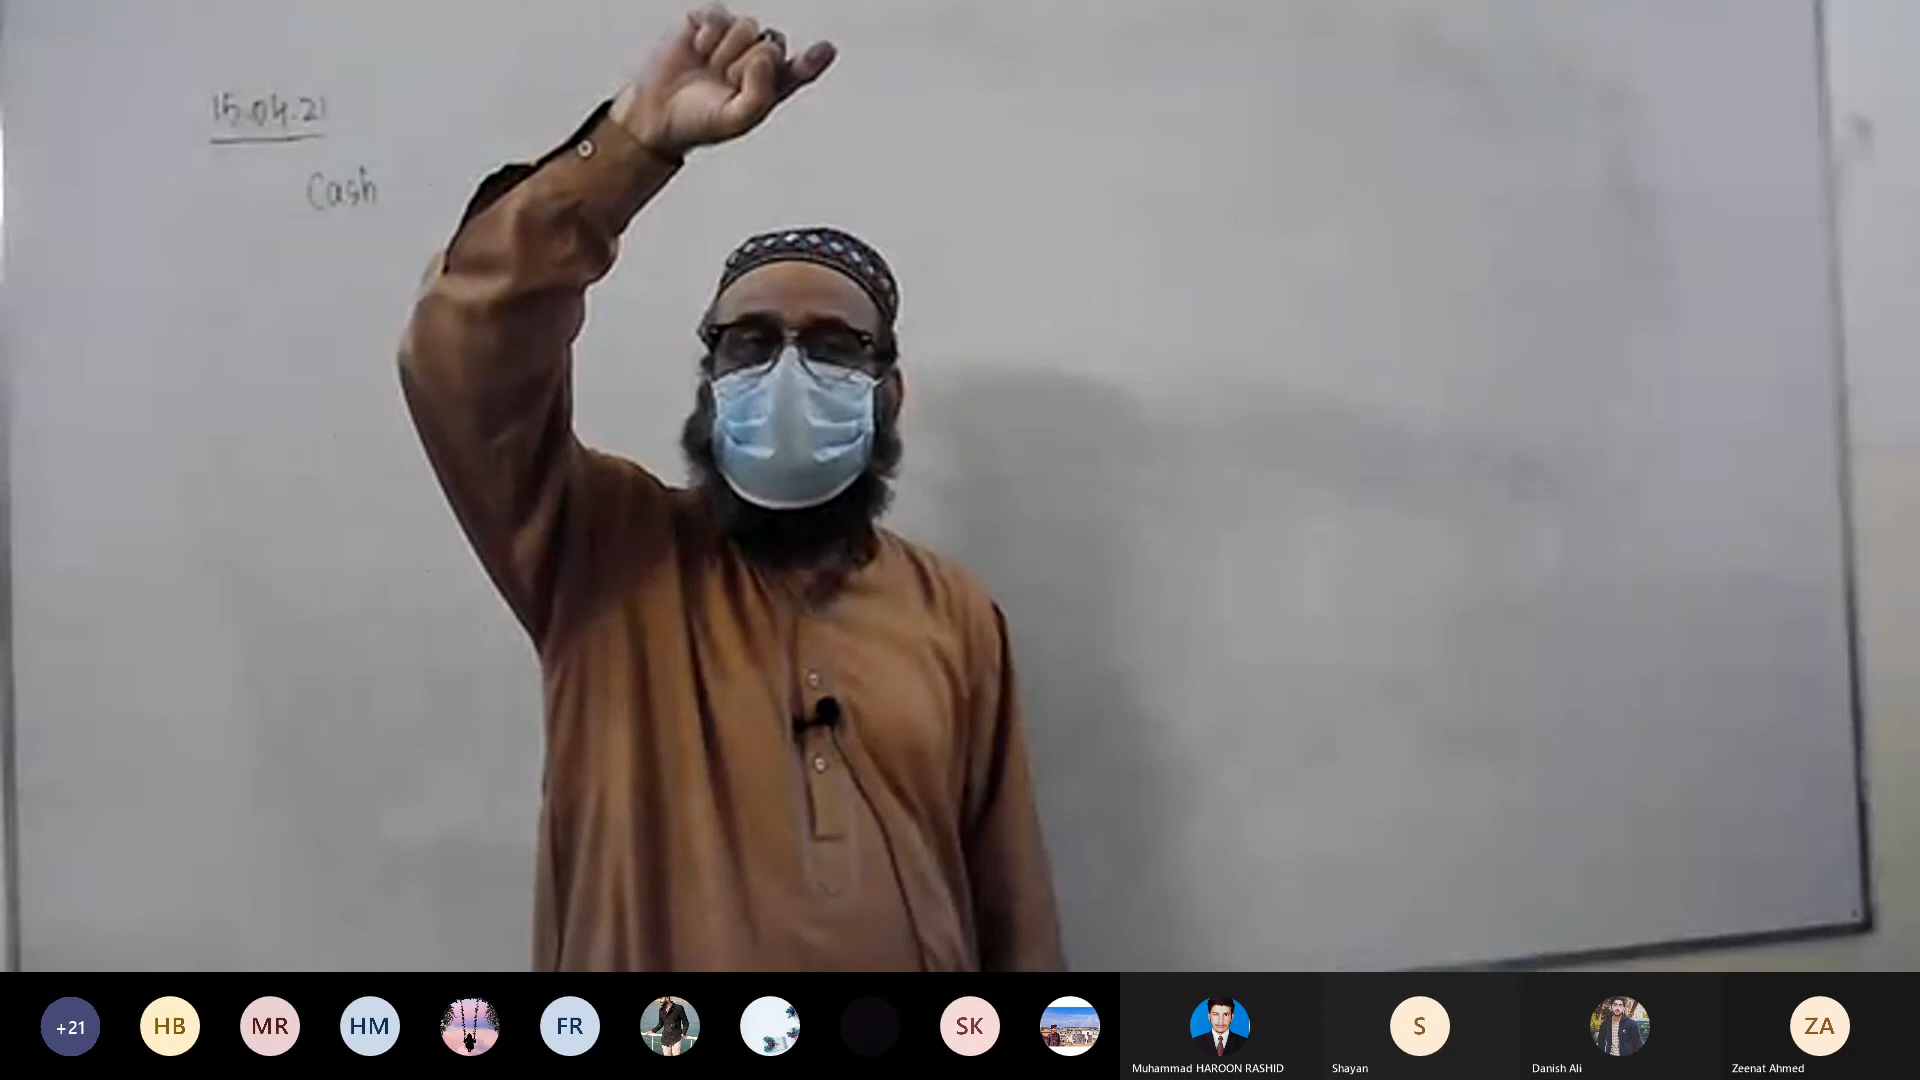 15.04.21
Cash
+21
HB
MR
HM
FR
SK
S
ZA
Muhammad HAROON RASHID
Shayan
Danish Ali
Zeenat Ahmed